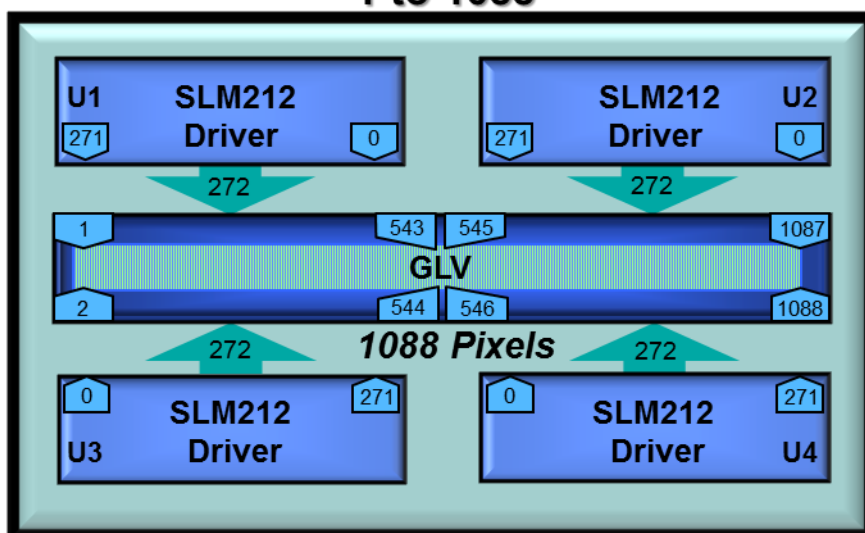 U1
SLM212
Driver
271
0
272
SLM212
Driver
U2
271
0
272
1
543
545
1087
GLV
2
544
546
1088
1088 Pixels
272
272
0
271
SLM212
Driver
U3
0
271
SLM212
Driver
U4